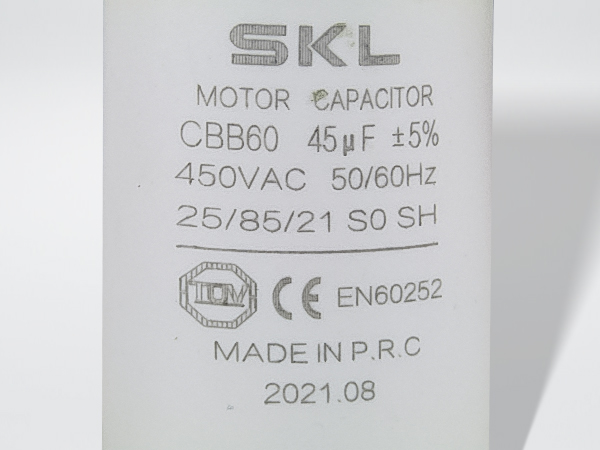 SKL
MOTOR CAPACITOR
CBB60 45μF ±5%
450VAC 50/60Hz
25/85/21 S0 SH
CE EN60252
MADE IN P.R.C
2021.08